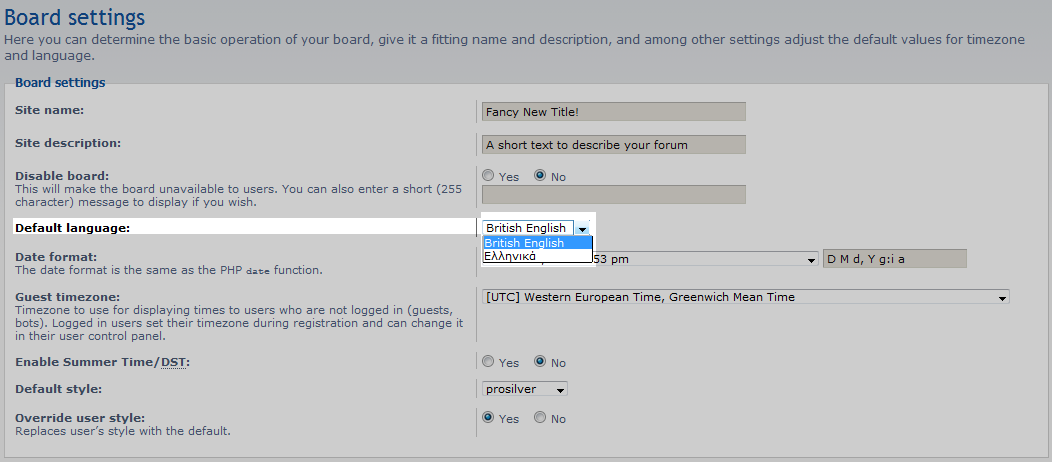 Board settings
Here you can determine the basic operation of your board, give it a fitting name and description, and among other settings adjust the default values for timezone
and language.
Board settings
Site name:
Fancy New Title!
Site description:
A short text to describe your forum
Disable board:
This will make the board unavailable to users. You can also enter a short (255
character) message to display if you wish.
Yes No
Default language:
British English
British English
Ελληνικά
Date format:
The date format is the same as the PHP date function.
53 pm
D M d, Y g:i a
Guest timezone:
Timezone to use for displaying times to users who are not logged in (guests,
bots). Logged in users set their timezone during registration and can change it
in their user control panel.
[UTC] Western European Time, Greenwich Mean Time
Enable Summer Time/DST:
Yes No
Default style:
prosilver
Override user style:
Replaces user’s style with the default.
Yes No